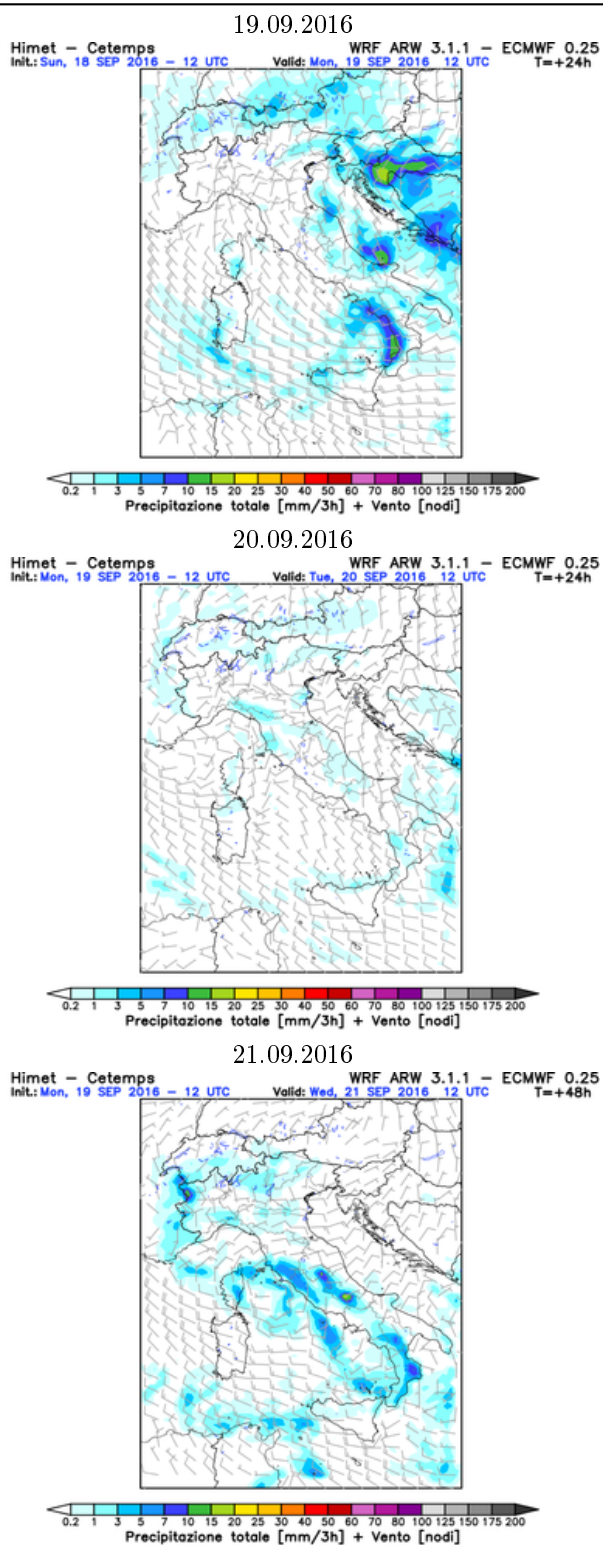 19.09.2016
Himet – Cetemps WRF ARW 3.1.1 – ECMWF 0.25
Init.: Sun, 18 SEP 2016 – 12 UTC Valid: Mon, 19 SEP 2016 12 UTC T=+24h
0.2 1 3 5 7 10 15 20 25 30 40 50 60 70 80 100 125 150 175 200
Precipitazione totale [mm/3h] + Vento [nodi]
20.09.2016
Himet – Cetemps WRF ARW 3.1.1 – ECMWF 0.25
Init.: Mon, 19 SEP 2016 – 12 UTC Valid: Tue, 20 SEP 2016 12 UTC T=+24h
0.2 1 3 5 7 10 15 20 25 30 40 50 60 70 80 100 125 150 175 200
Precipitazione totale [mm/3h] + Vento [nodi]
21.09.2016
Himet – Cetemps WRF ARW 3.1.1 – ECMWF 0.25
Init.: Mon, 19 SEP 2016 – 12 UTC Valid: Wed, 21 SEP 2016 12 UTC T=+48h
0.2 1 3 5 7 10 15 20 25 30 40 50 60 70 80 100 125 150 175 200
Precipitazione totale [mm/3h] + Vento [nodi]